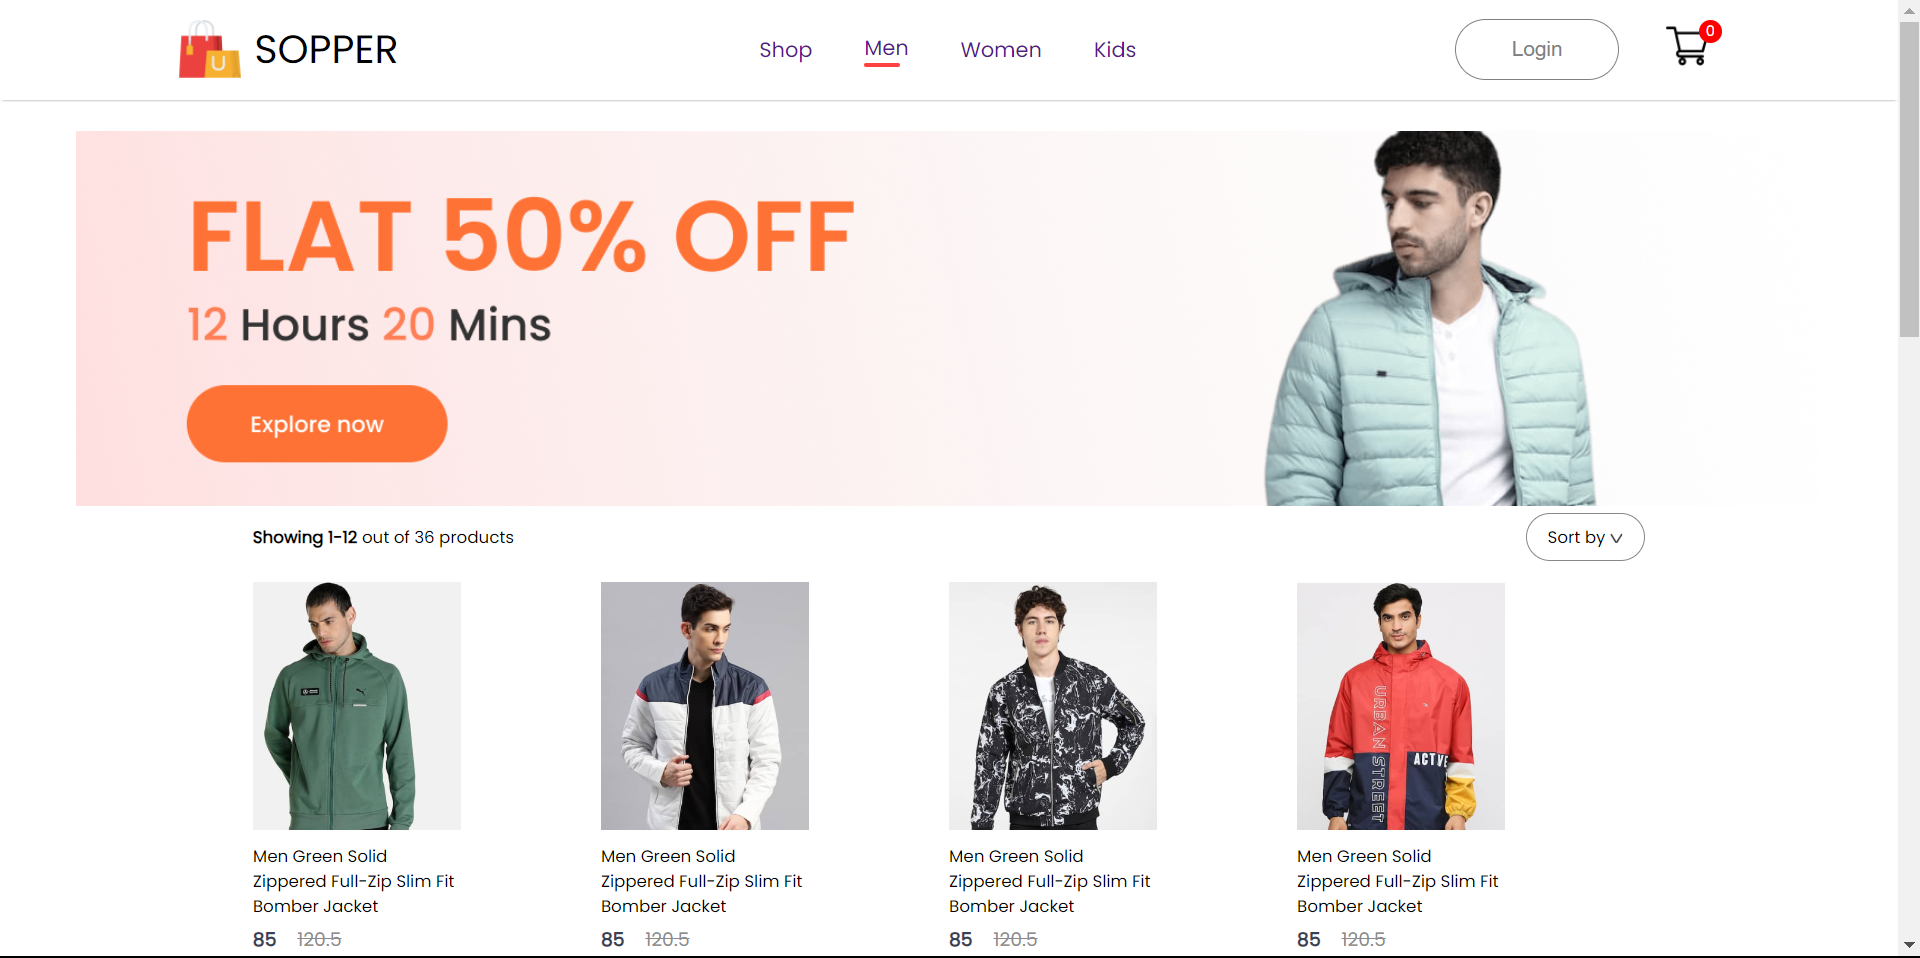 U
SOPPER
Shop
Men
Women
Kids
Login
0
FLAT 50% OFF
12 Hours 20 Mins
Explore now
Showing 1-12 out of 36 products
Sort by
URBAN STREET
ACTIVE
Men Green Solid
Zippered Full-Zip Slim Fit
Bomber Jacket
85 120.5
Men Green Solid
Zippered Full-Zip Slim Fit
Bomber Jacket
85 120.5
Men Green Solid
Zippered Full-Zip Slim Fit
Bomber Jacket
85 120.5
Men Green Solid
Zippered Full-Zip Slim Fit
Bomber Jacket
85 120.5